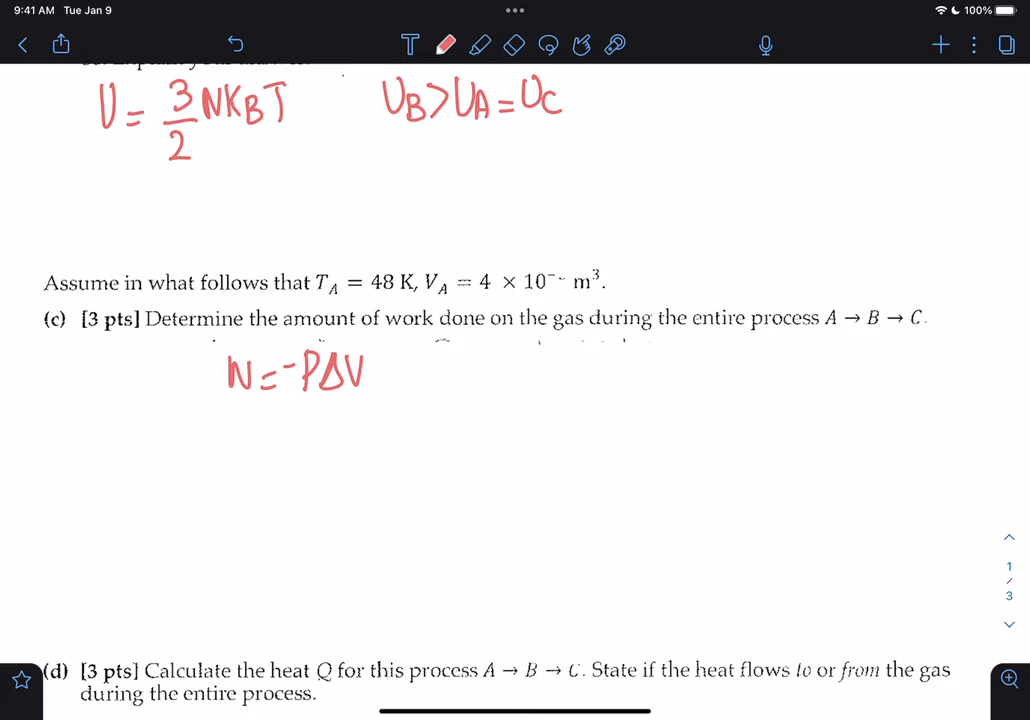 9:41 AM Tue Jan 9
100%
U = 3/2 NKBT UB > UA = UC
Assume in what follows that TA = 48 K, VA = 4 × 10 m³.
(c) [3 pts] Determine the amount of work done on the gas during the entire process A → B → C.
W = -PΔV
1
/
3
(d) [3 pts] Calculate the heat Q for this process A → B → C. State if the heat flows to or from the gas
during the entire process.